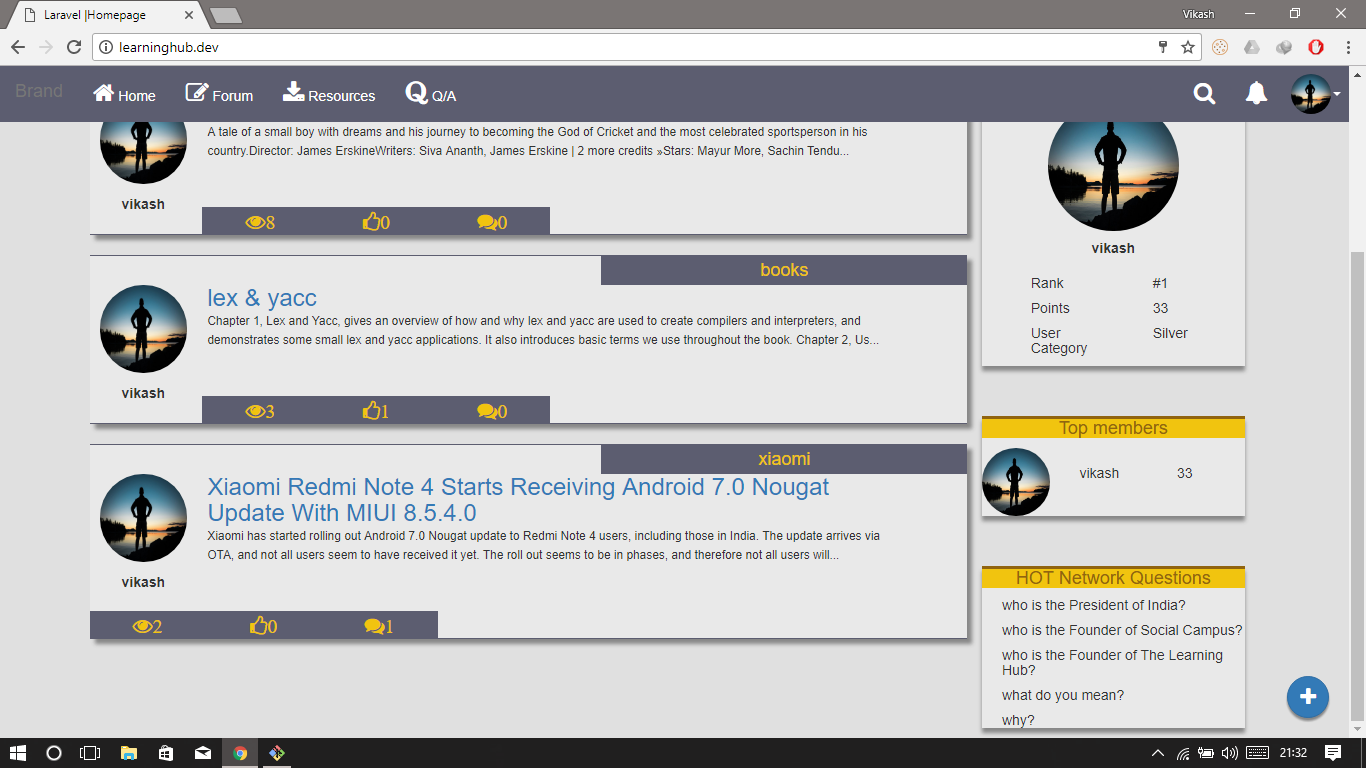 Laravel |Homepage
Vikash
learninghub.dev
Brand
Home
Forum
Resources
Q Q/A
A tale of a small boy with dreams and his journey to becoming the God of Cricket and the most celebrated sportsperson in his
country.Director: James ErskineWriters: Siva Ananth, James Erskine | 2 more credits »Stars: Mayur More, Sachin Tendu...
vikash
8
0
0
books
lex & yacc
Chapter 1, Lex and Yacc, gives an overview of how and why lex and yacc are used to create compilers and interpreters, and
demonstrates some small lex and yacc applications. It also introduces basic terms we use throughout the book. Chapter 2, Us...
vikash
3
1
0
xiaomi
Xiaomi Redmi Note 4 Starts Receiving Android 7.0 Nougat
Update With MIUI 8.5.4.0
Xiaomi has started rolling out Android 7.0 Nougat update to Redmi Note 4 users, including those in India. The update arrives via
OTA, and not all users seem to have received it yet. The roll out seems to be in phases, and therefore not all users will...
vikash
2
0
1
vikash
Rank #1
Points 33
User Silver
Category
Top members
vikash 33
HOT Network Questions
who is the President of India?
who is the Founder of Social Campus?
who is the Founder of The Learning
Hub?
what do you mean?
why?
21:32